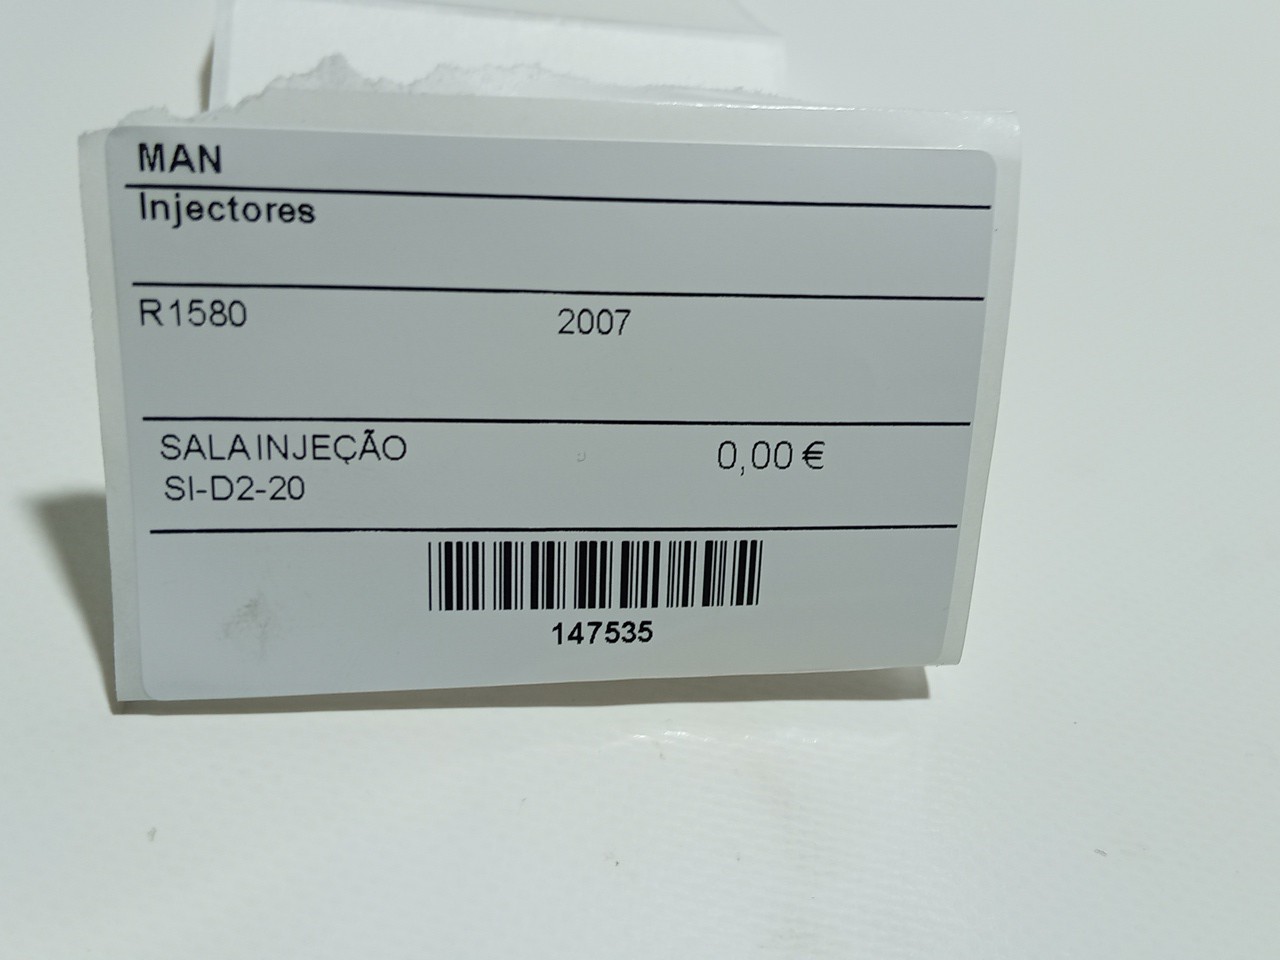 MAN
Injectores
R1580 2007
SALA INJEÇÃO 0,00 €
SI-D2-20
147535